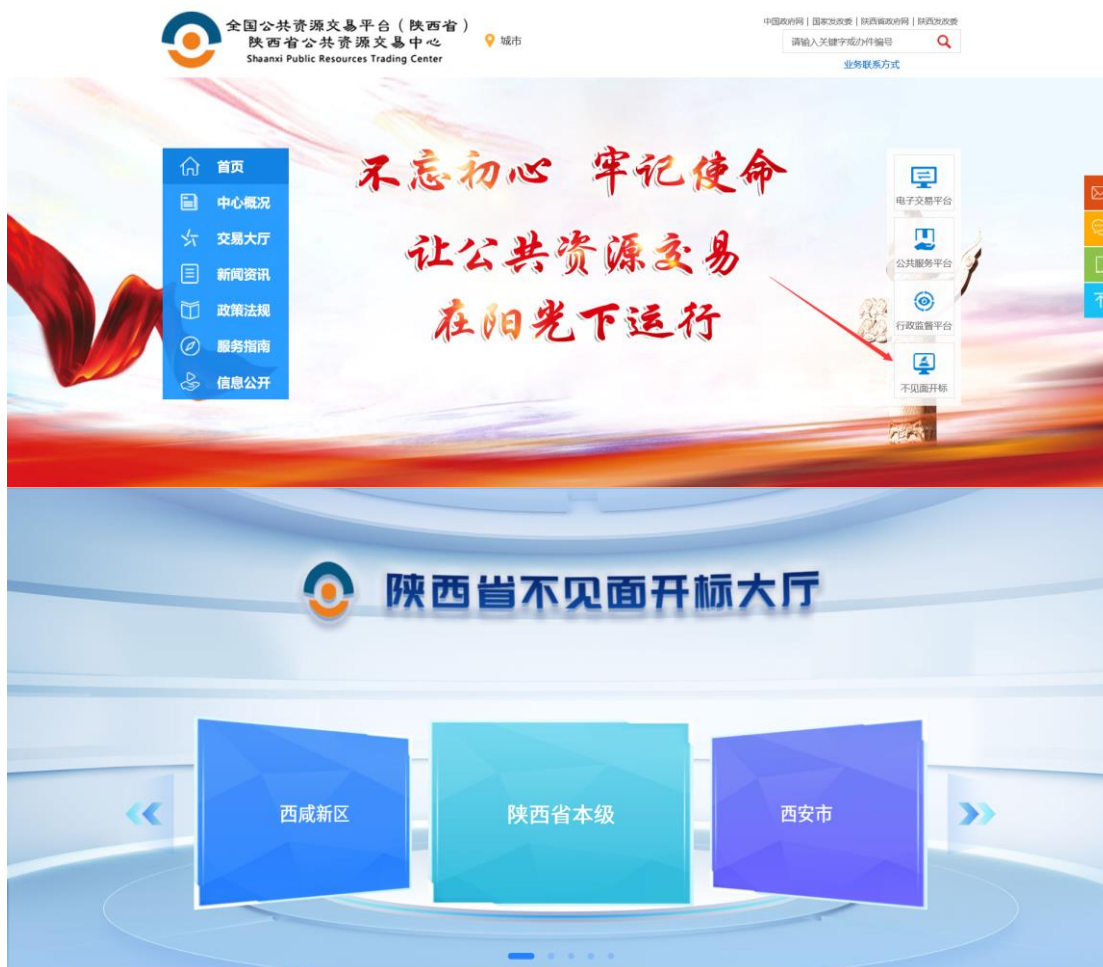 全国公共资源交易平台（陕西省）
陕西省公共资源交易中心
Shaanxi Public Resources Trading Center
城市
中国政府网 | 国家发改委 | 陕西省政府网 | 陕西发改委
请输入关键字或办件编号
业务联系方式
首页
中心概况
交易大厅
新闻资讯
政策法规
服务指南
信息公开
不忘初心 牢记使命
让公共资源交易
在阳光下运行
电子交易平台
公共服务平台
行政监督平台
不见面开标
陕西省不见面开标大厅
西咸新区
陕西省本级
西安市